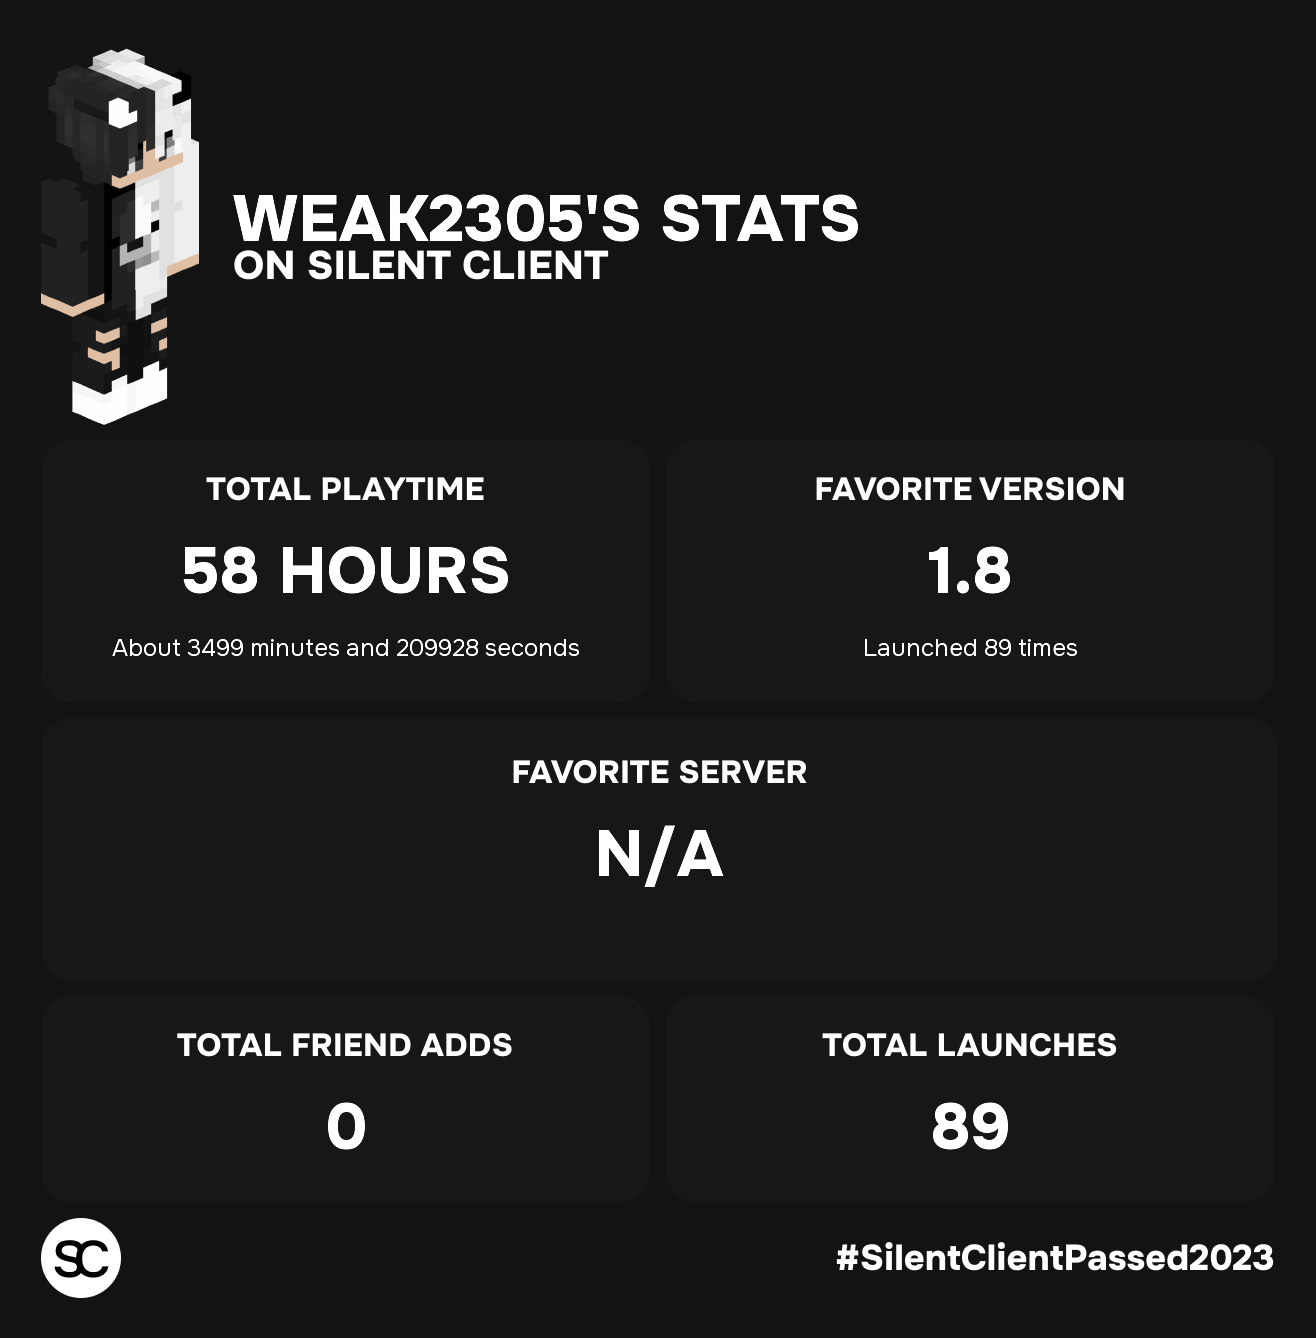 WEAK2305'S STATS
ON SILENT CLIENT
TOTAL PLAYTIME
58 HOURS
About 3499 minutes and 209928 seconds
FAVORITE VERSION
1.8
Launched 89 times
FAVORITE SERVER
N/A
TOTAL FRIEND ADDS
0
TOTAL LAUNCHES
89
SC
#SilentClientPassed2023